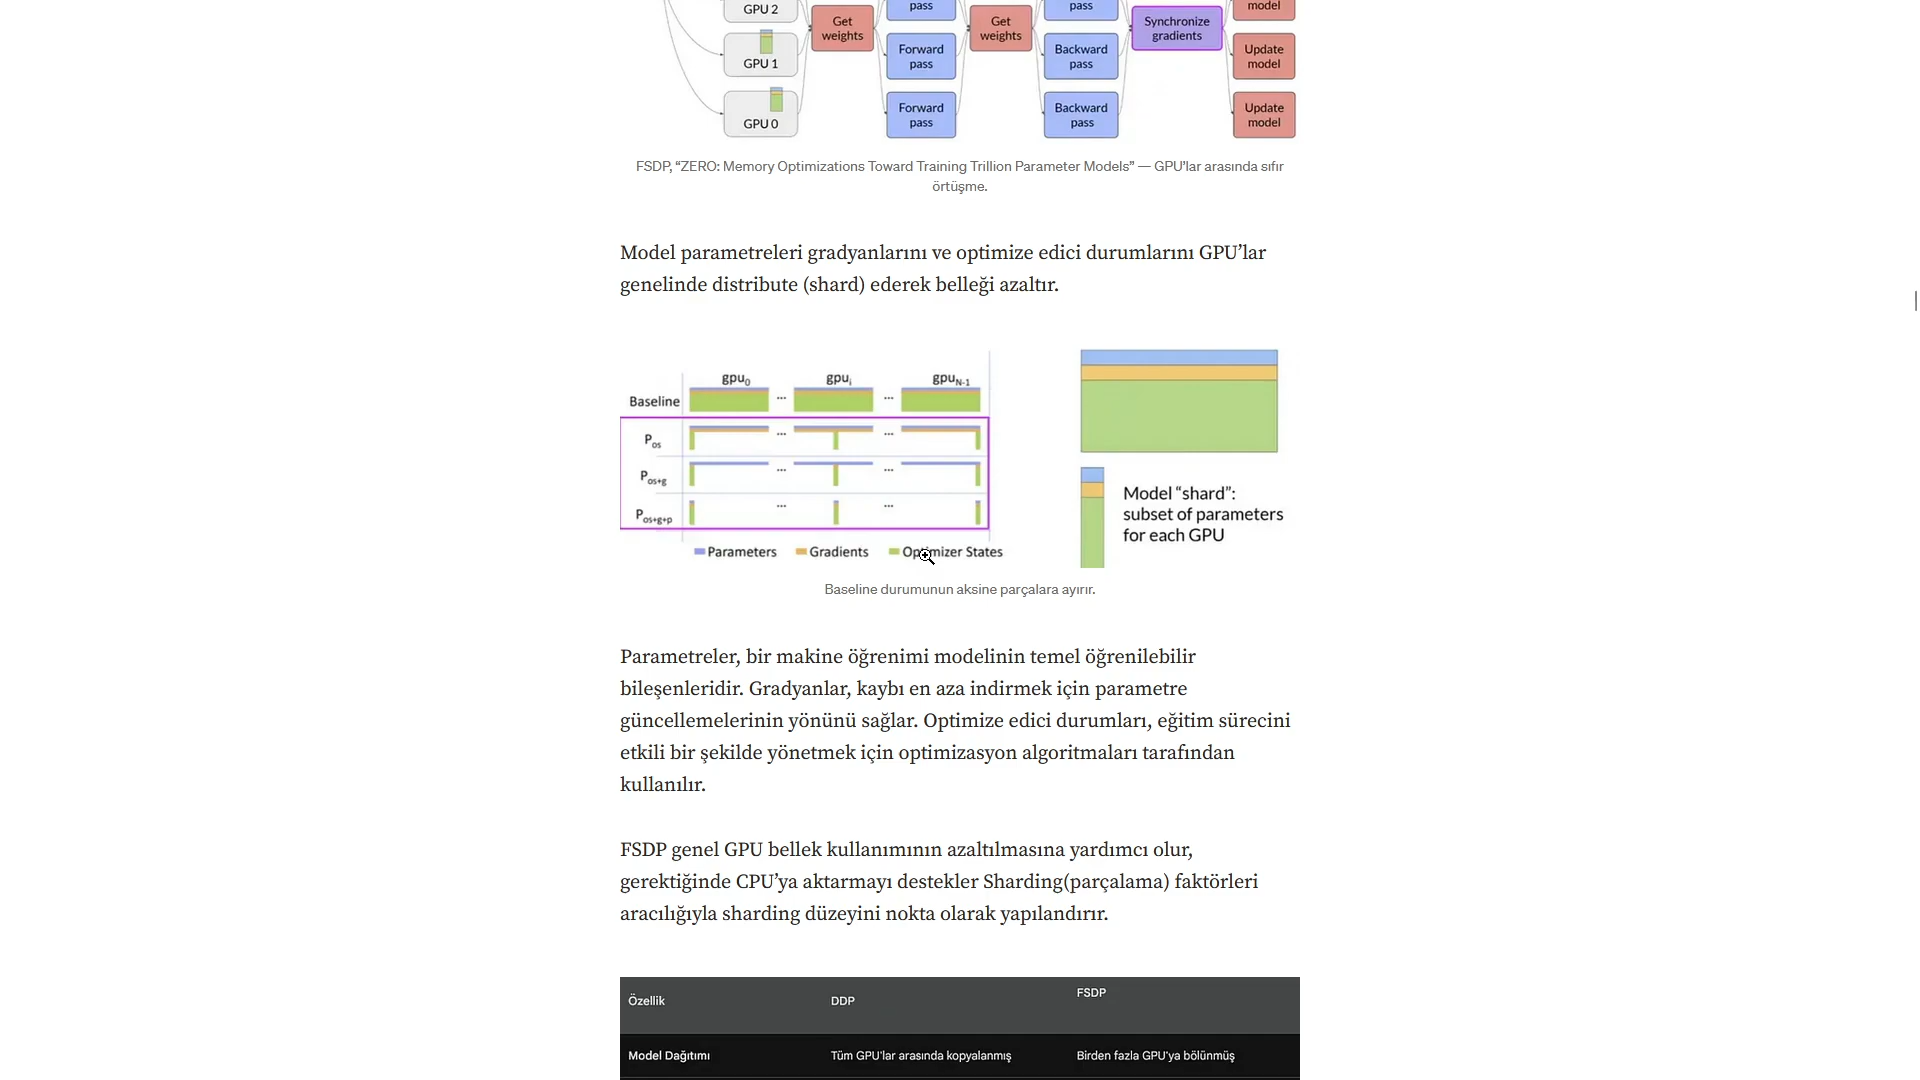 GPU 2
pass
pass
model
Get
weights
Get
weights
Synchronize
gradients
GPU 1
Forward
pass
Backward
pass
Update
model
GPU 0
Forward
pass
Backward
pass
Update
model
FSDP, “ZERO: Memory Optimizations Toward Training Trillion Parameter Models” — GPU’lar arasında sıfır
örtüşme.
Model parametreleri gradyanlarını ve optimize edici durumlarını GPU’lar
genelinde distribute (shard) ederek belleği azaltır.
gpu0 gpui gpuN-1
Baseline ... ...
Pos ... ...
Pos+g ... ...
Pos+g+p ... ...
Parameters Gradients Optimizer States
Model “shard”:
subset of parameters
for each GPU
Baseline durumunun aksine parçalara ayırır.
Parametreler, bir makine öğrenimi modelinin temel öğrenilebilir
bileşenleridir. Gradyanlar, kaybı en aza indirmek için parametre
güncellemelerinin yönünü sağlar. Optimize edici durumları, eğitim sürecini
etkili bir şekilde yönetmek için optimizasyon algoritmaları tarafından
kullanılır.
FSDP genel GPU bellek kullanımının azaltılmasına yardımcı olur,
gerektiğinde CPU’ya aktarmayı destekler Sharding(parçalama) faktörleri
aracılığıyla sharding düzeyini nokta olarak yapılandırır.
Özellik DDP FSDP
Model Dağıtımı Tüm GPU'lar arasında kopyalanmış Birden fazla GPU'ya bölünmüş